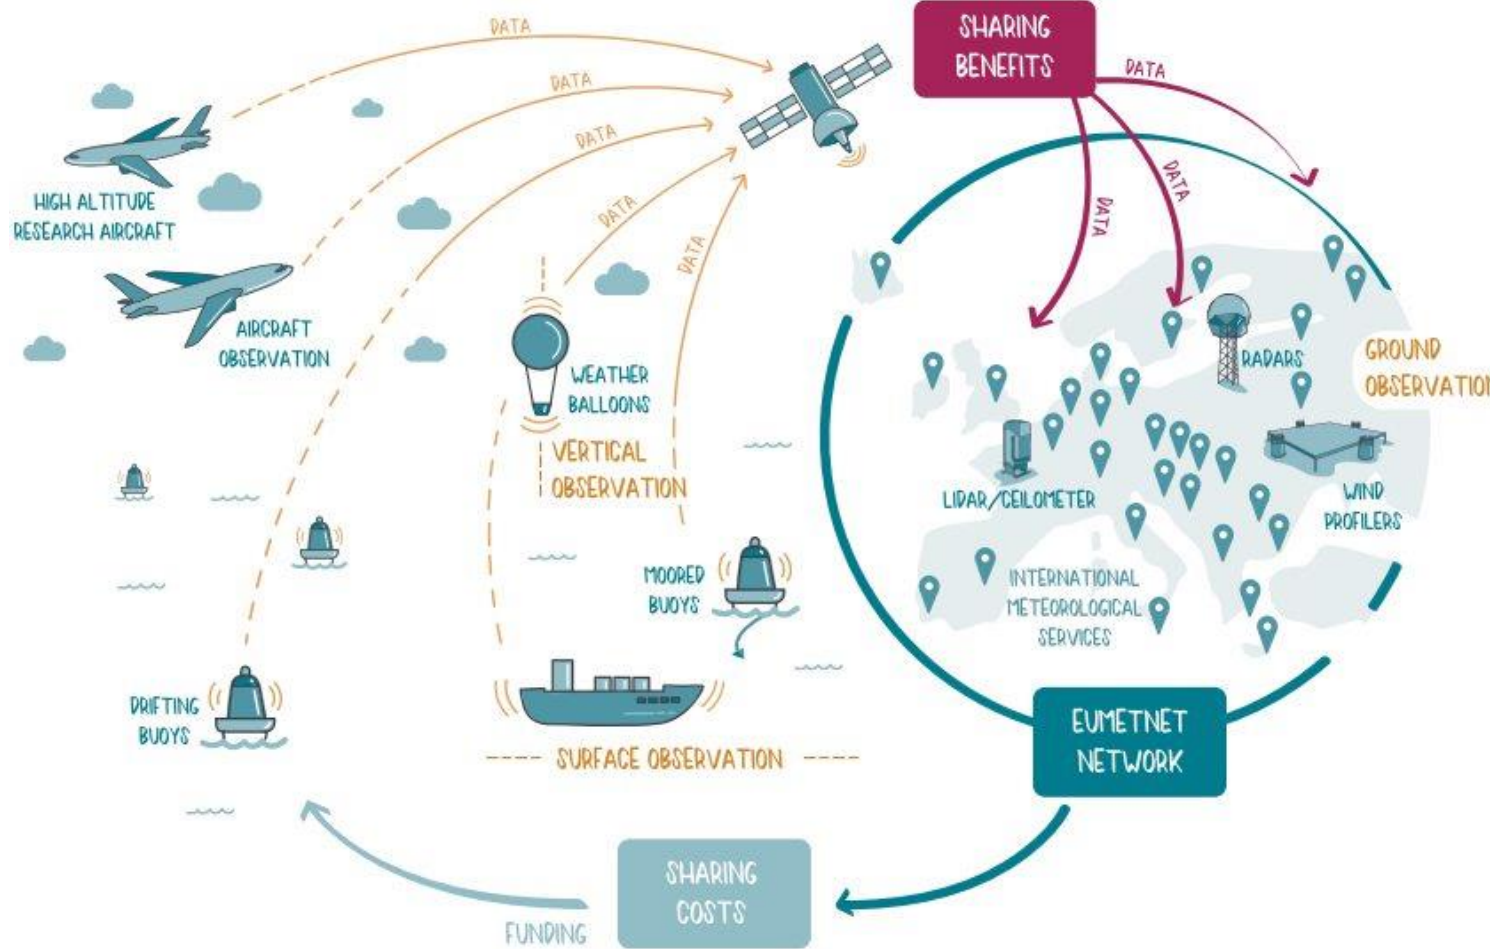 DATA
SHARING
BENEFITS
DATA
DATA
DATA
DATA
DATA
HIGH ALTITUDE
RESEARCH AIRCRAFT
DATA
DATA
DATA
AIRCRAFT
OBSERVATION
WEATHER
BALLOONS
VERTICAL
OBSERVATION
RADARS
GROUND
OBSERVATION
LIDAR/CEILOMETER
WIND
PROFILERS
MOORED
BUOYS
INTERNATIONAL
METEOROLOGICAL
SERVICES
DRIFTING
BUOYS
SURFACE OBSERVATION
EUMETNET
NETWORK
SHARING
COSTS
FUNDING